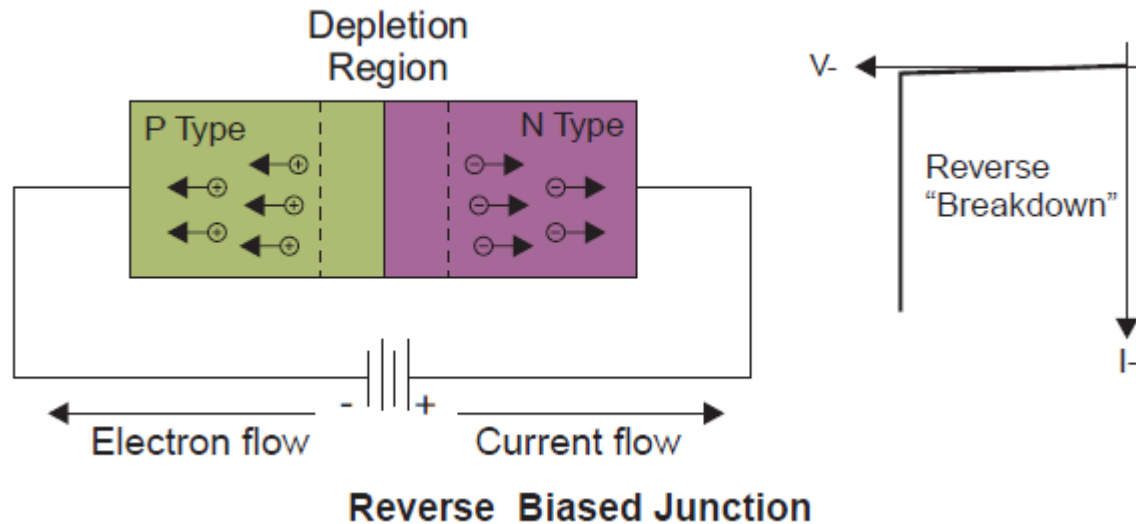 Depletion
Region
P Type
N Type
- +
Electron flow
Current flow
Reverse Biased Junction
V-
Reverse
“Breakdown”
I-